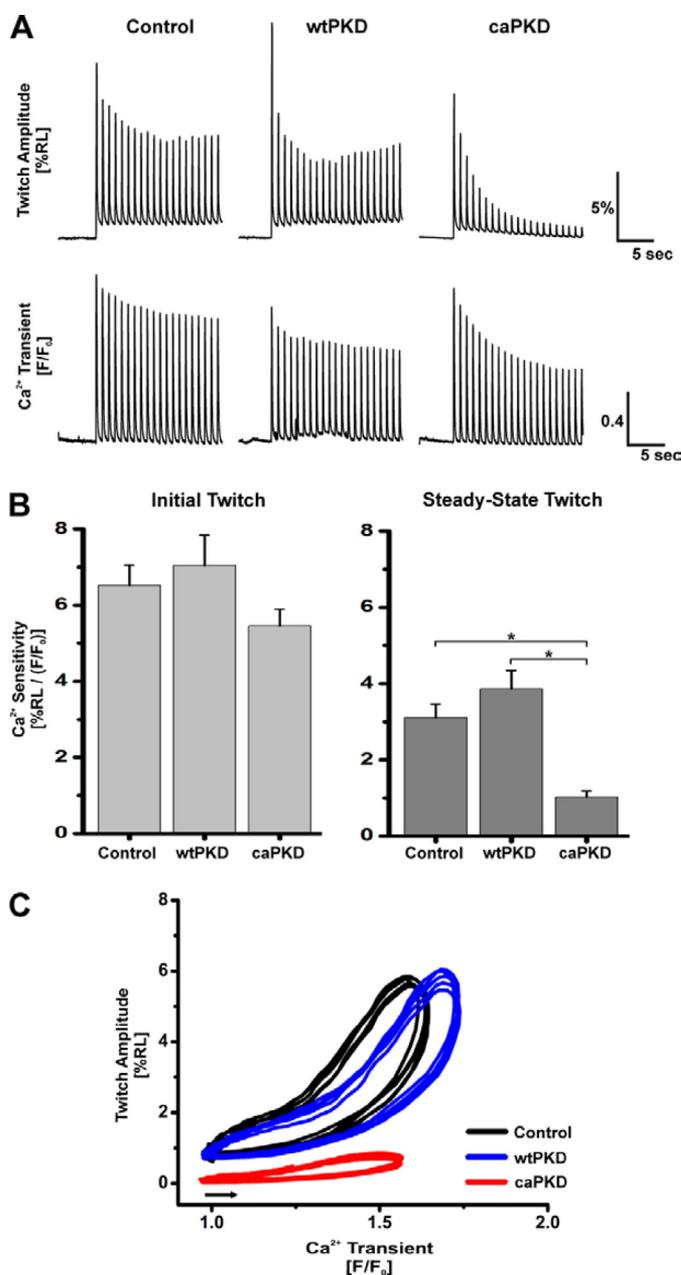 A
Control wtPKD caPKD
Twitch Amplitude
[%RL]
5%
5 sec
Ca²⁺ Transient
[F/F₀]
0.4
5 sec
B
Initial Twitch Steady-State Twitch
Ca²⁺ Sensitivity
[%RL / (F/F₀)]
8
6
4
2
0
Control wtPKD caPKD
8
6
4
2
0
* 
*
Control wtPKD caPKD
C
Twitch Amplitude
[%RL]
8
6
4
2
0
Control
wtPKD
caPKD
1.0 1.5 2.0
Ca²⁺ Transient
[F/F₀]